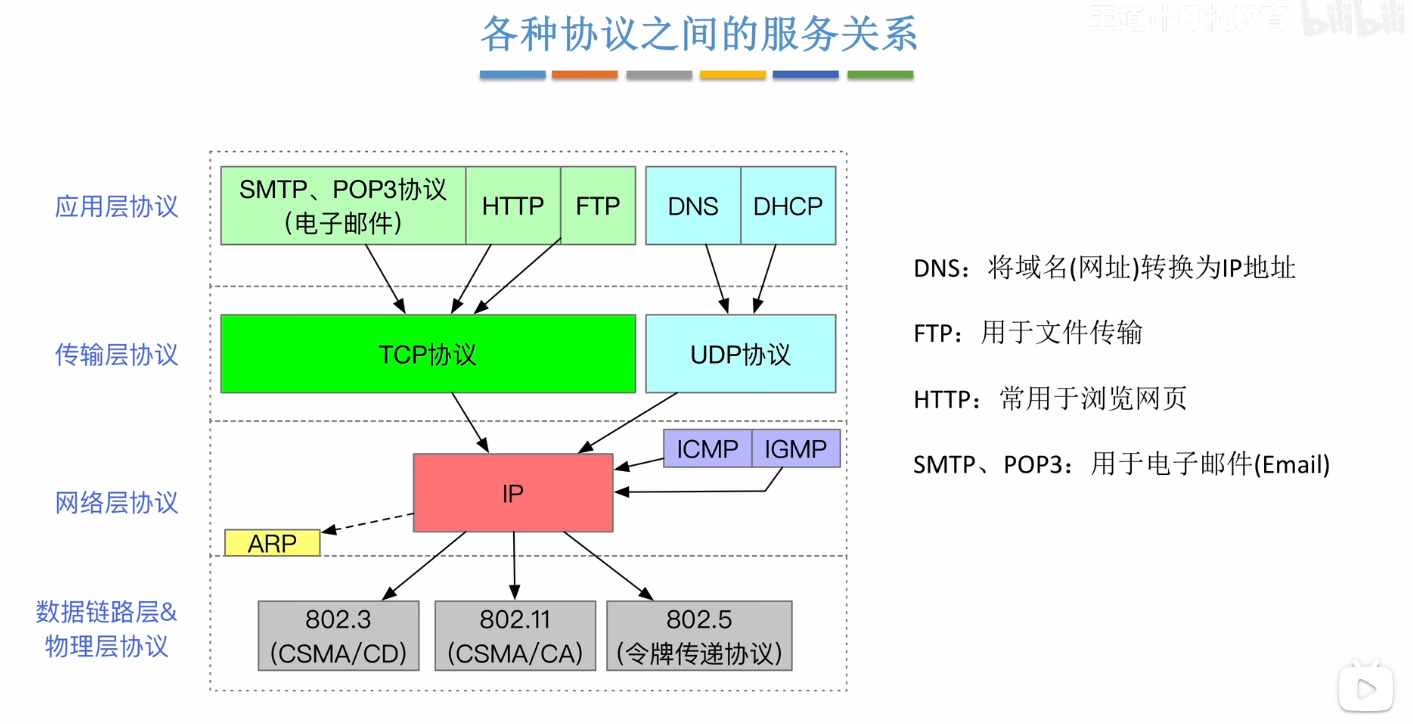 各种协议之间的服务关系
王道计算机教育 bilibili
应用层协议
SMTP、POP3协议
（电子邮件）
HTTP
FTP
DNS
DHCP
传输层协议
TCP协议
UDP协议
网络层协议
ICMP
IGMP
IP
ARP
数据链路层&
物理层协议
802.3
(CSMA/CD)
802.11
(CSMA/CA)
802.5
(令牌传递协议)
DNS：将域名(网址)转换为IP地址
FTP：用于文件传输
HTTP：常用于浏览网页
SMTP、POP3：用于电子邮件(Email)